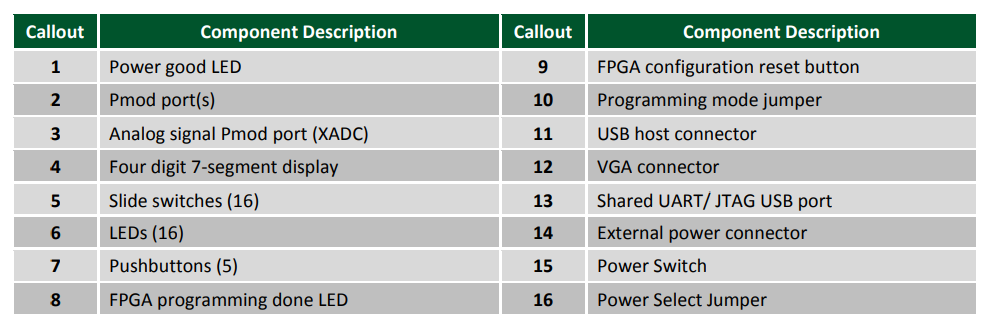 Callout Component Description Callout Component Description
1 Power good LED 9 FPGA configuration reset button
2 Pmod port(s) 10 Programming mode jumper
3 Analog signal Pmod port (XADC) 11 USB host connector
4 Four digit 7-segment display 12 VGA connector
5 Slide switches (16) 13 Shared UART/ JTAG USB port
6 LEDs (16) 14 External power connector
7 Pushbuttons (5) 15 Power Switch
8 FPGA programming done LED 16 Power Select Jumper